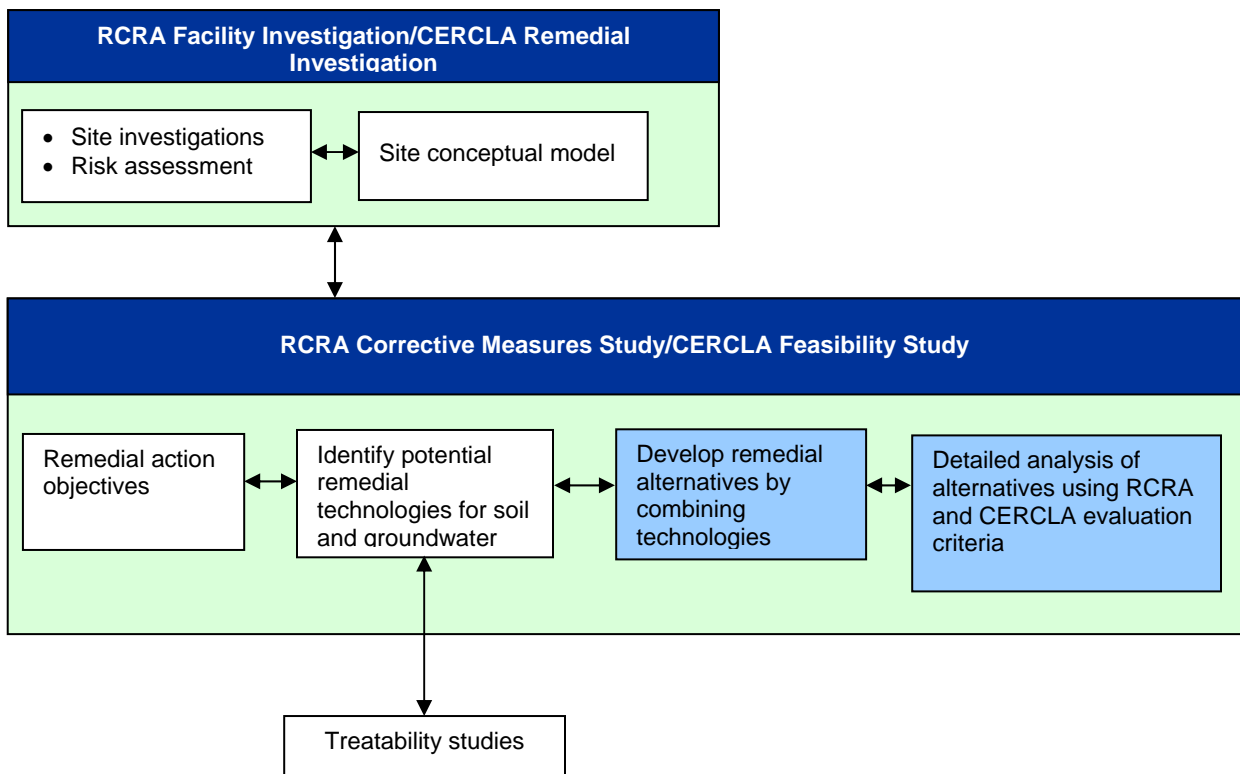 RCRA Facility Investigation/CERCLA Remedial
Investigation
• Site investigations
• Risk assessment
Site conceptual model
RCRA Corrective Measures Study/CERCLA Feasibility Study
Remedial action
objectives
Identify potential
remedial
technologies for soil
and groundwater
Develop remedial
alternatives by
combining
technologies
Detailed analysis of
alternatives using RCRA
and CERCLA evaluation
criteria
Treatability studies